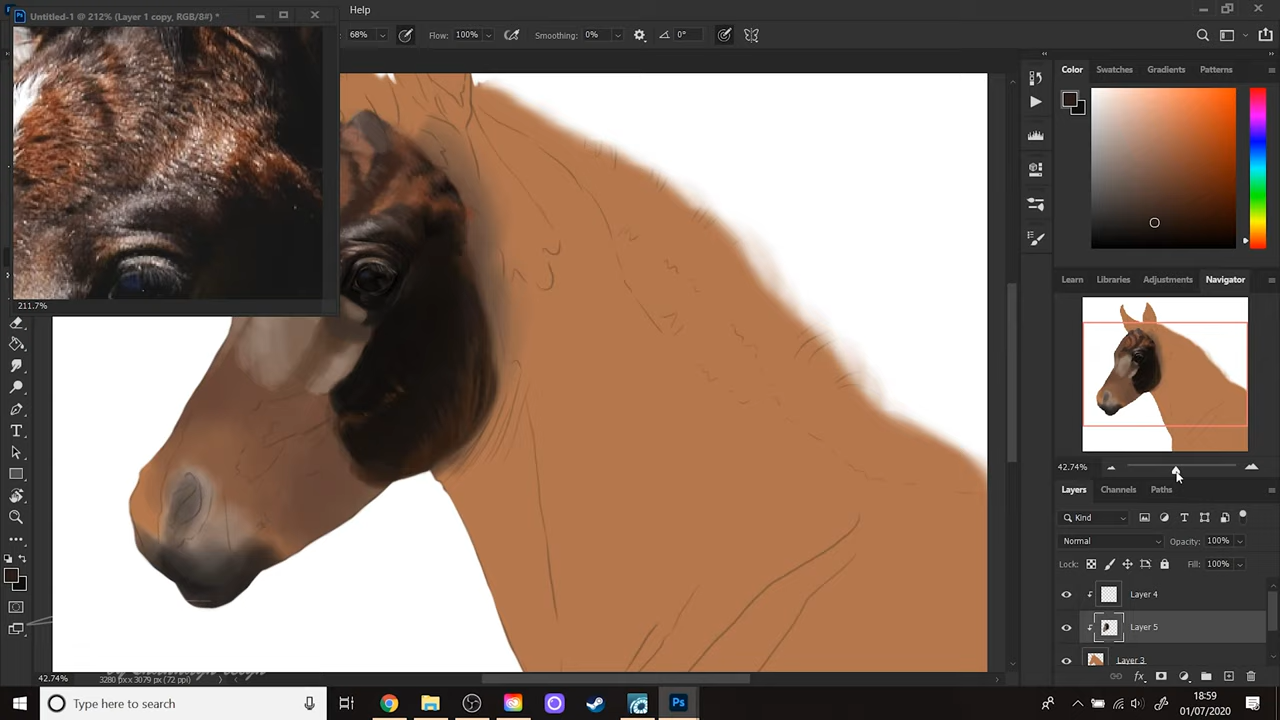 Help
Untitled-1 @ 212% (Layer 1 copy, RGB/8#) *
68%
Flow: 100%
Smoothing: 0%
0°
Color
Swatches
Gradients
Patterns
211.7%
Learn
Libraries
Adjustments
Navigator
42.74%
Layers
Channels
Paths
Kind
Normal
Opacity: 100%
Lock:
Fill: 100%
Layer 4
Layer 5
Layer 3
42.74%
3280 px x 3079 px (72 ppi)
fx
Type here to search
Ps
18:59
01/07/2020